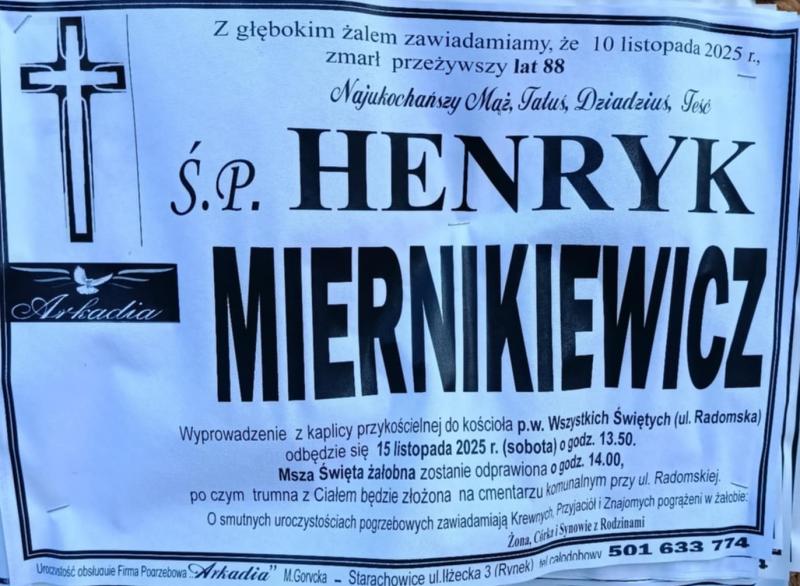 Z głębokim żalem zawiadamiamy, że 10 listopada 2025 r.,
zmarł przeżywszy lat 88
Najukochańszy Mąż, Tatuś, Dziadziuś, Teść
Ś.P. HENRYK
Arkadia
MIERNIKIEWICZ
Wyprowadzenie z kaplicy przykościelnej do kościoła p.w. Wszystkich Świętych (ul. Radomska)
odbędzie się 15 listopada 2025 r. (sobota) o godz. 13.50.
Msza Święta żałobna zostanie odprawiona o godz. 14.00,
po czym trumna z Ciałem będzie złożona na cmentarzu komunalnym przy ul. Radomskiej.
O smutnych uroczystościach pogrzebowych zawiadamiają Krewnych, Przyjaciół i Znajomych pogrążeni w żałobie:
Żona, Córka i Synowie z Rodzinami
Uroczystość obsługuje Firma Pogrzebowa "Arkadia" M.Gorycka – Starachowice ul.Iłżecka 3 (Rynek) tel.całodobowy 501 633 774